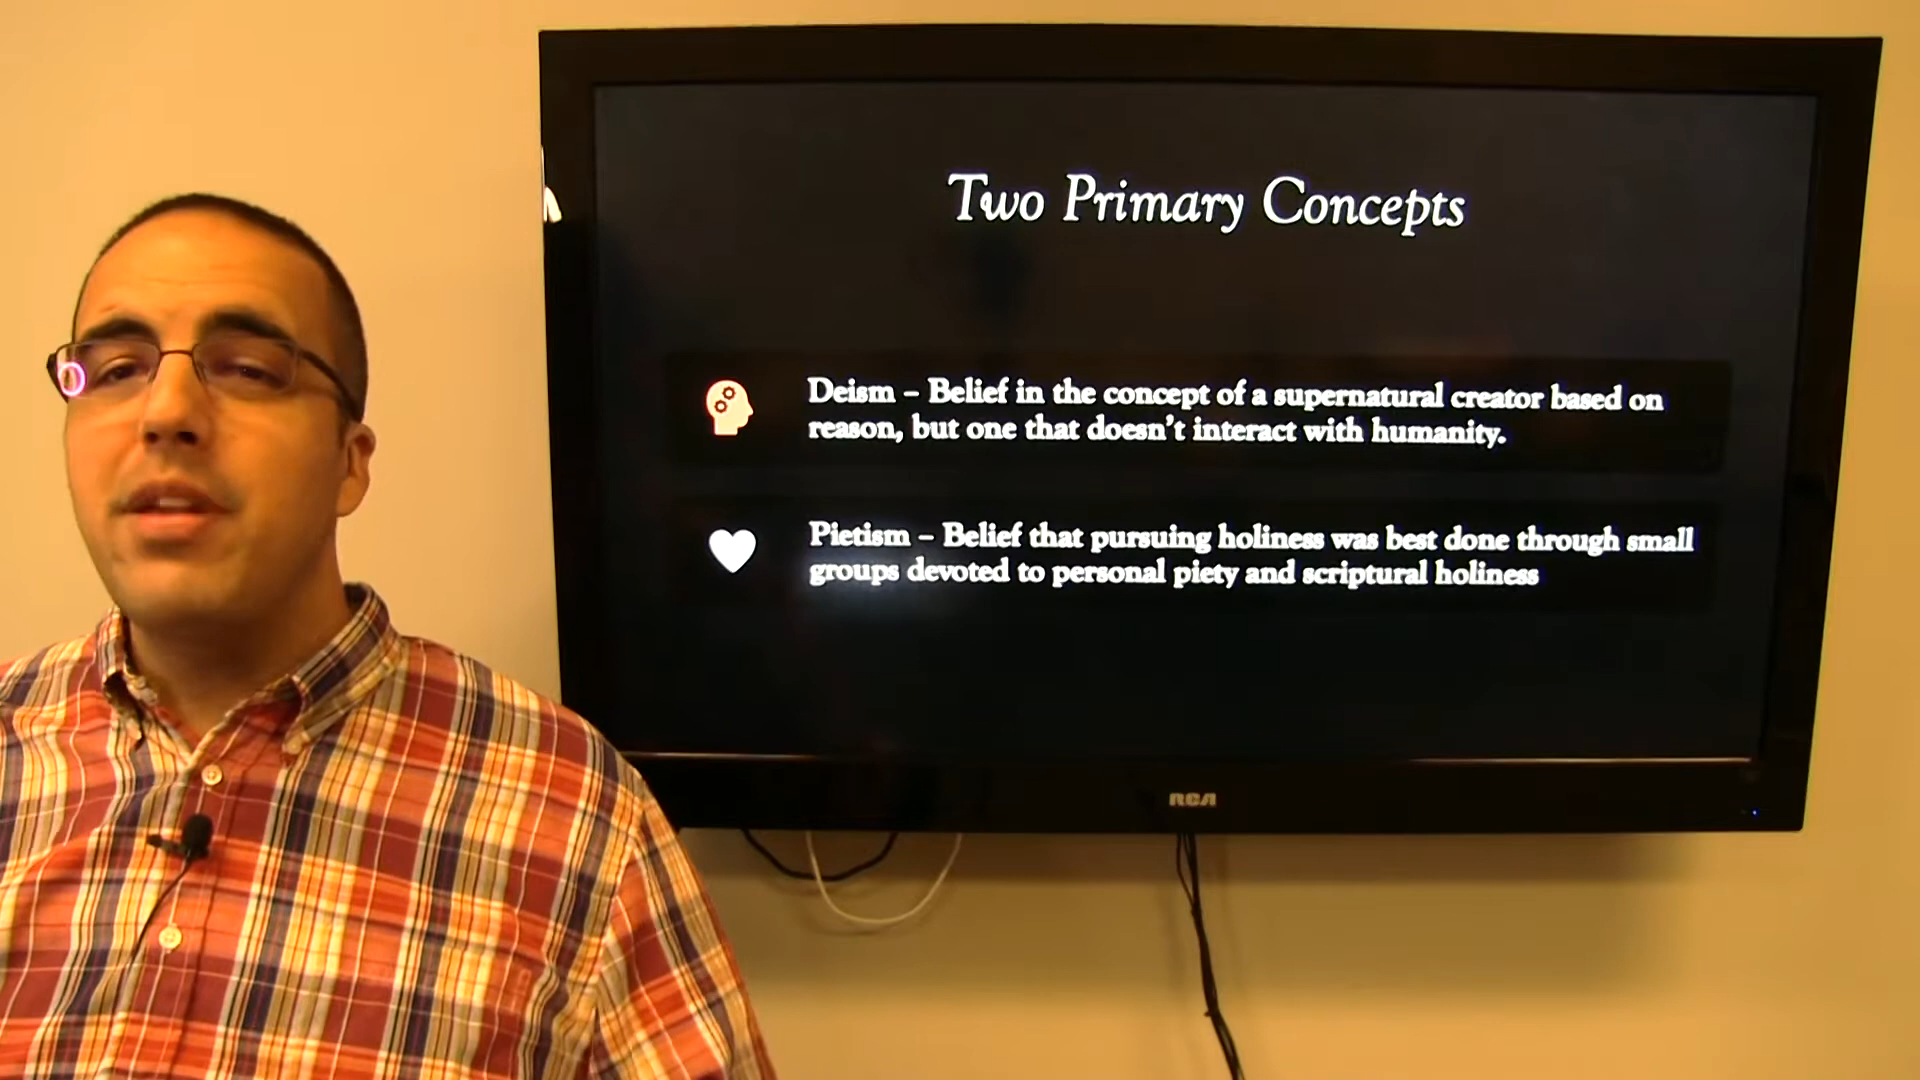 Two Primary Concepts
Deism – Belief in the concept of a supernatural creator based on
reason, but one that doesn't interact with humanity.
Pietism – Belief that pursuing holiness was best done through small
groups devoted to personal piety and scriptural holiness
RCA